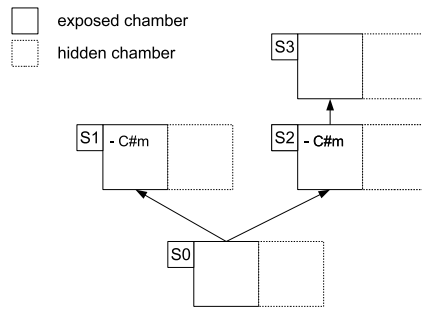 exposed chamber
hidden chamber
S3
S1
- C#m
S2
- C#m
S0